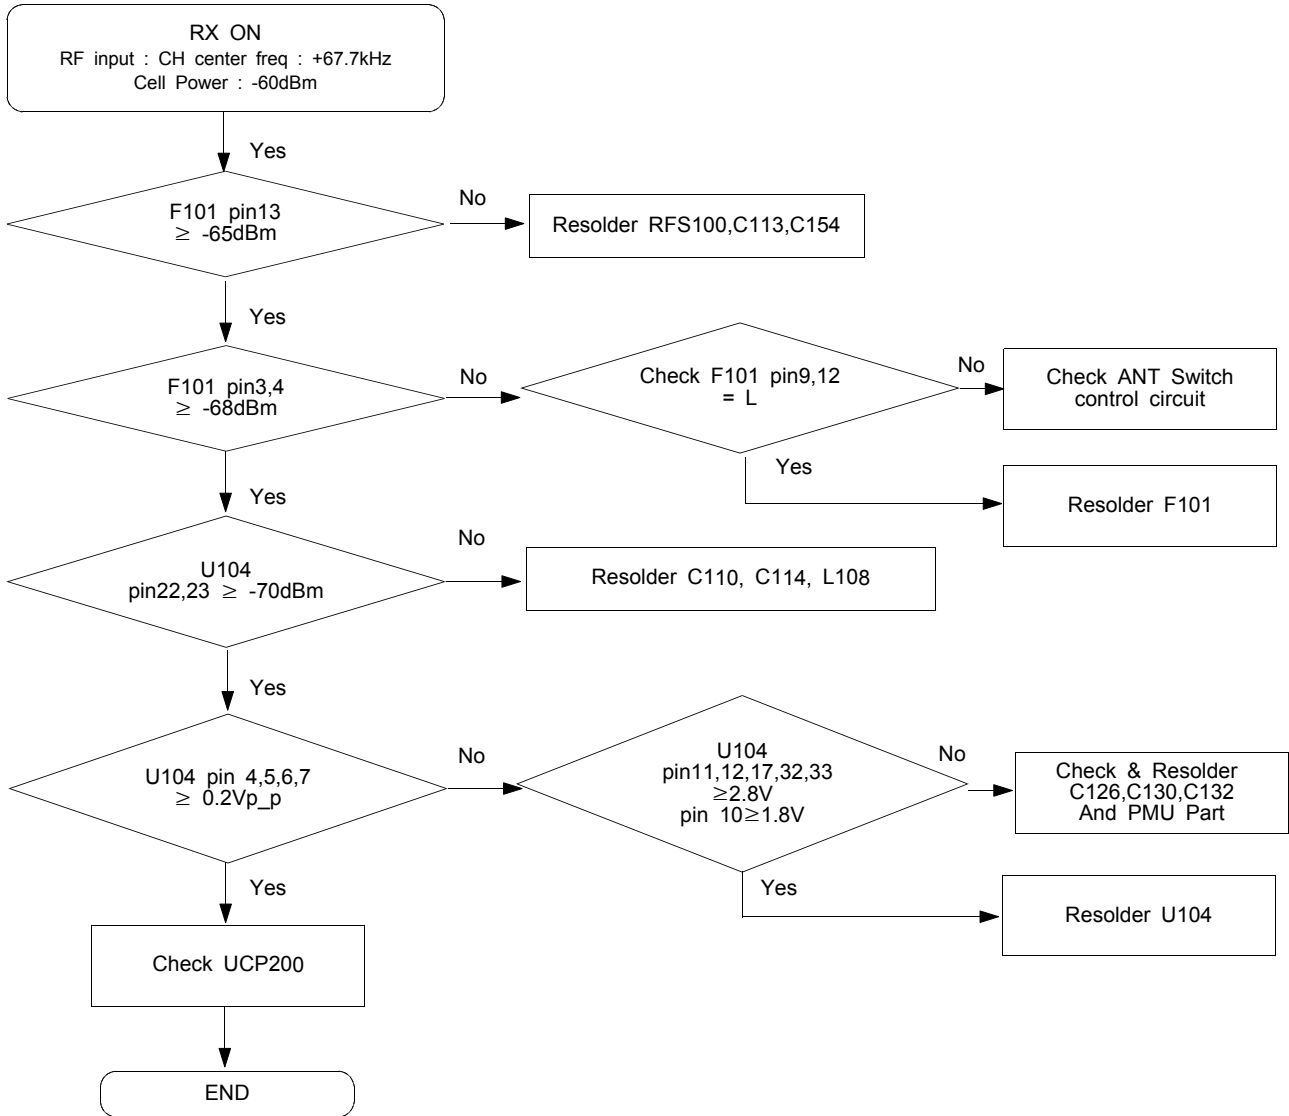 RX ON
RF input : CH center freq : +67.7kHz
Cell Power : -60dBm
Yes
F101 pin13
≥ -65dBm
No
Resolder RFS100,C113,C154
Yes
F101 pin3,4
≥ -68dBm
No
Check F101 pin9,12
= L
No
Check ANT Switch
control circuit
Yes
Resolder F101
Yes
U104
pin22,23 ≥ -70dBm
No
Resolder C110, C114, L108
Yes
U104 pin 4,5,6,7
≥ 0.2Vp_p
No
U104
pin11,12,17,32,33
≥2.8V
pin 10≥1.8V
No
Check & Resolder
C126,C130,C132
And PMU Part
Yes
Resolder U104
Yes
Check UCP200
END